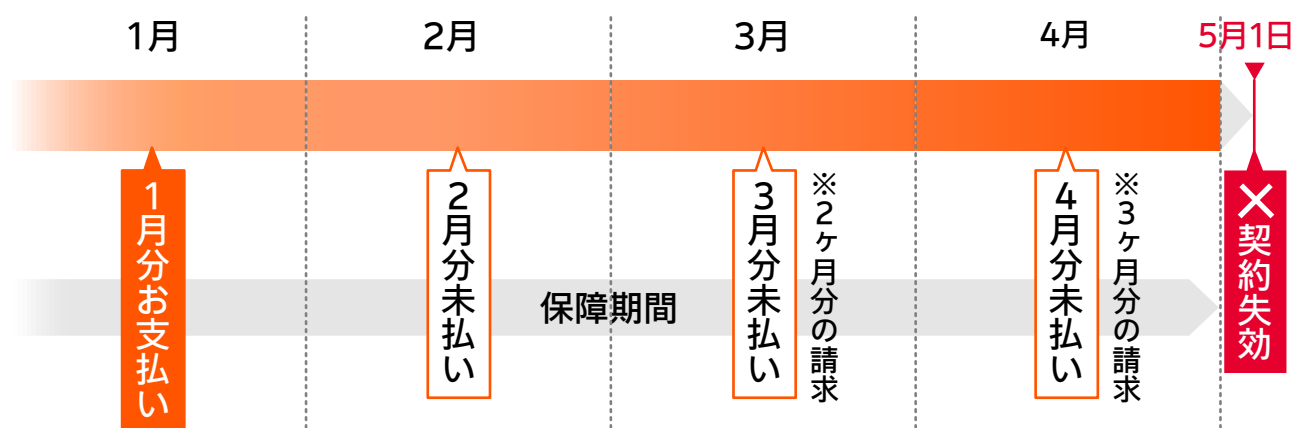 1月
2月
3月
4月
5月1日
1月分お支払い
2月分未払い
3月分未払い
※2ヶ月分の請求
4月分未払い
※3ヶ月分の請求
×契約失効
保障期間